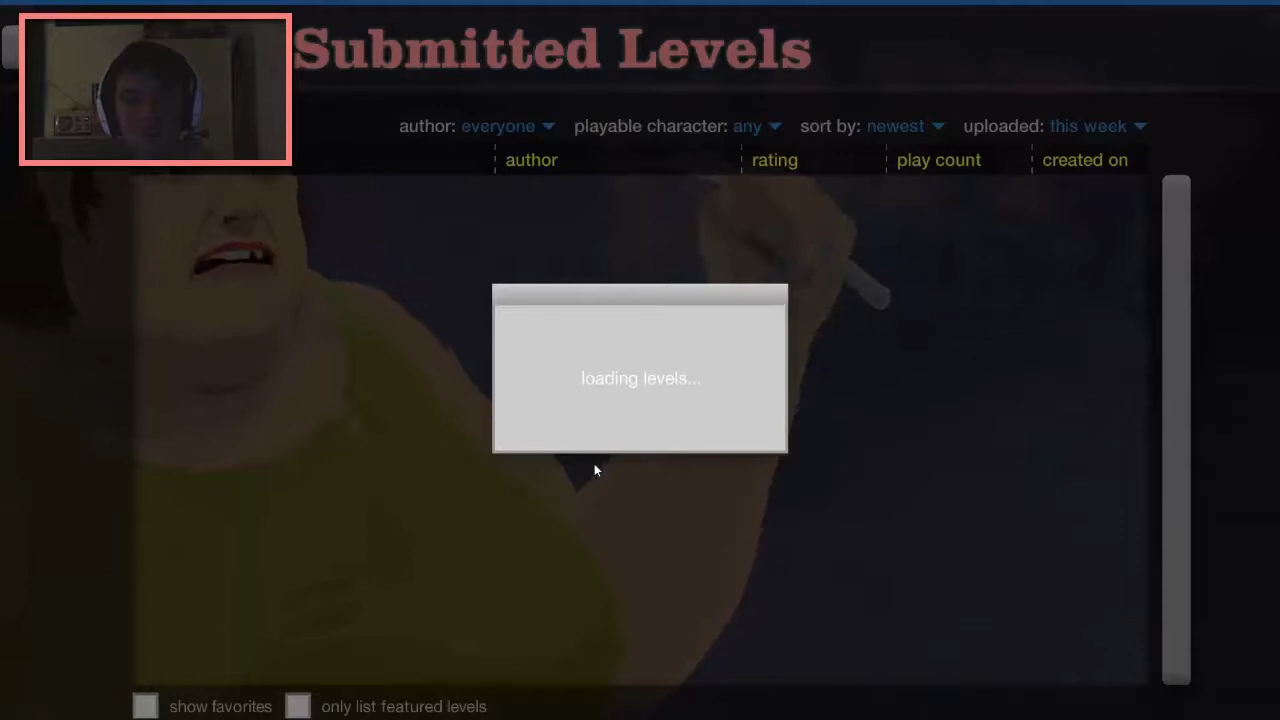 Submitted Levels
author: everyone playable character: any sort by: newest uploaded: this week
author rating play count created on
loading levels...
show favorites only list featured levels